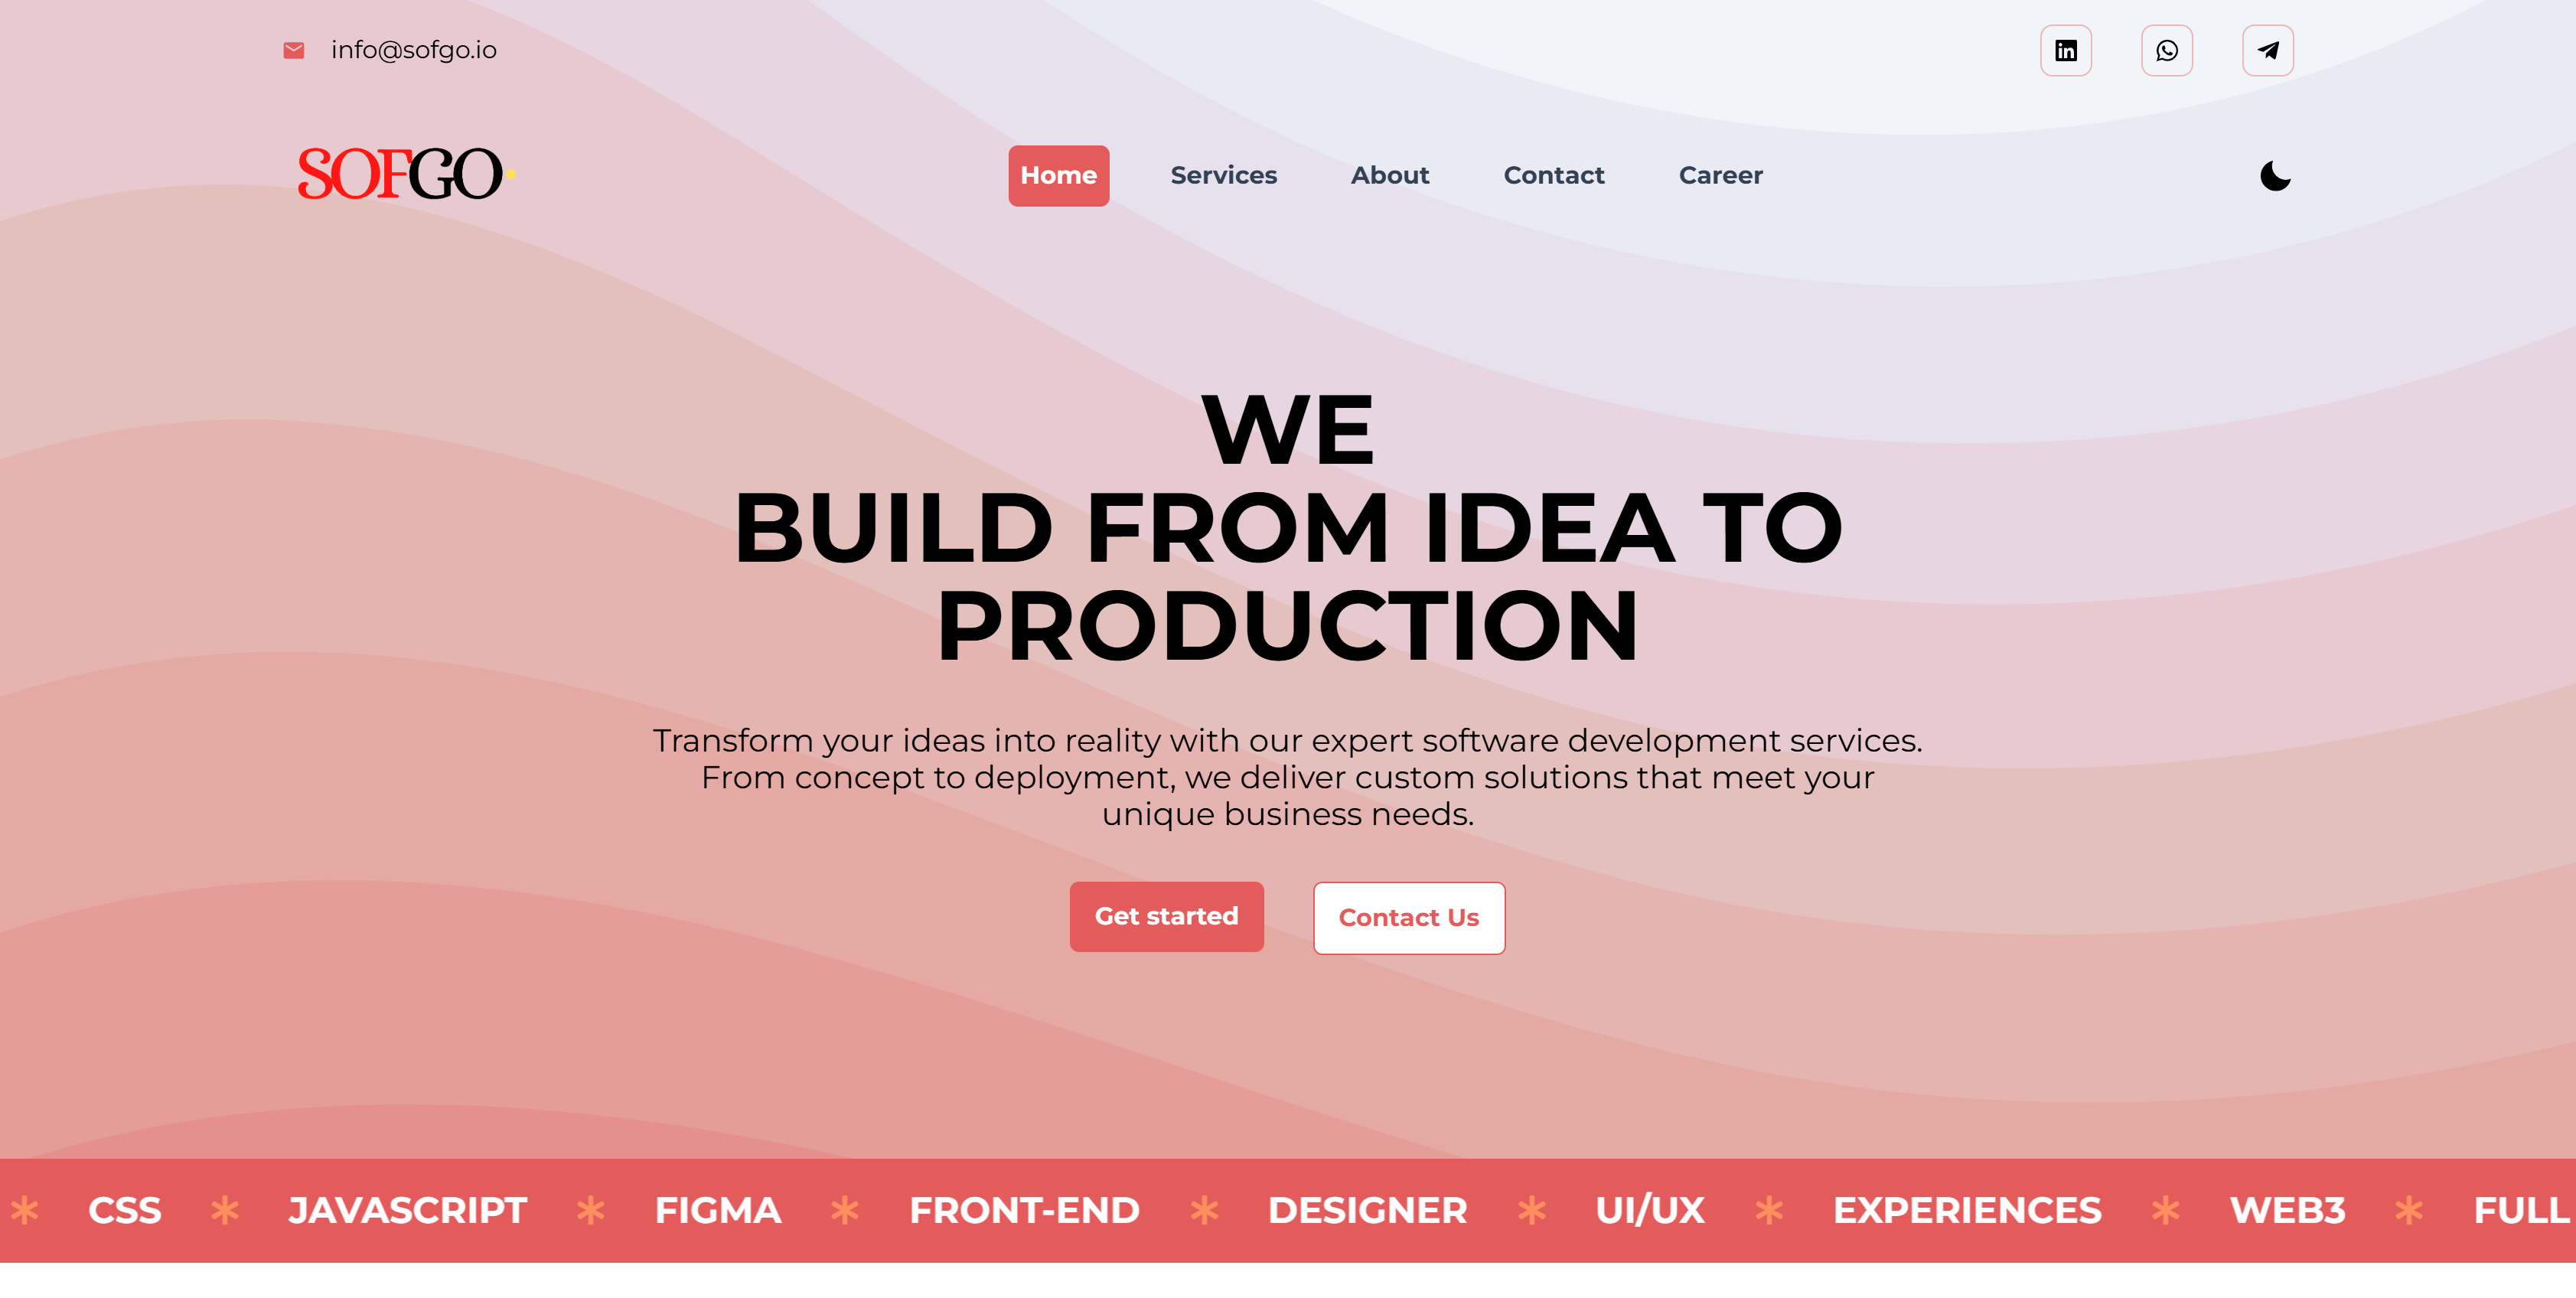 info@sofgo.io
SOFGO
Home Services About Contact Career
WE
BUILD FROM IDEA TO
PRODUCTION
Transform your ideas into reality with our expert software development services.
From concept to deployment, we deliver custom solutions that meet your
unique business needs.
Get started Contact Us
CSS JAVASCRIPT FIGMA FRONT-END DESIGNER UI/UX EXPERIENCES WEB3 FULL